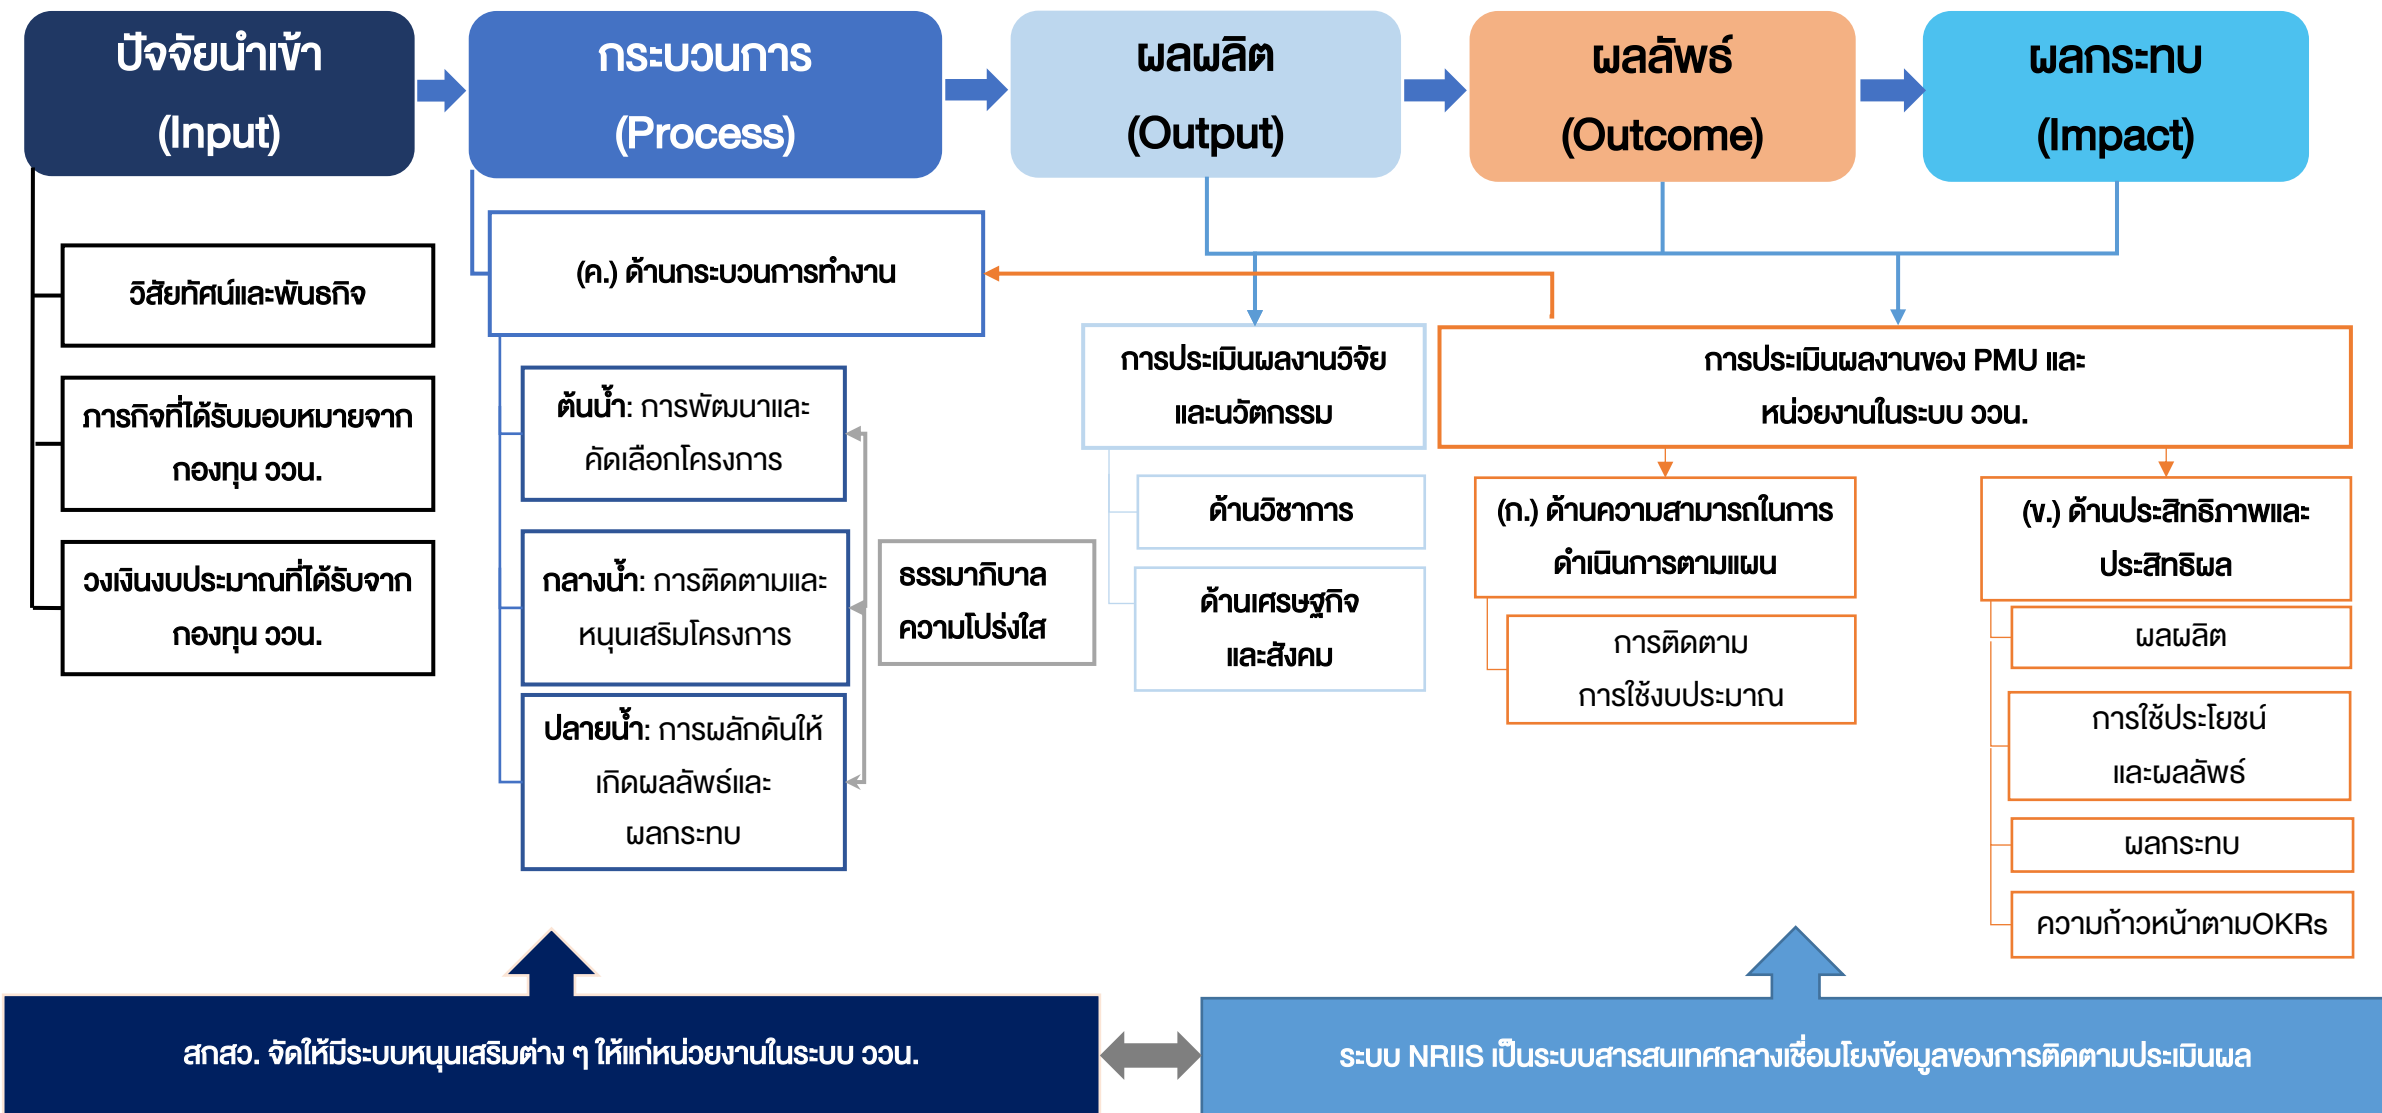 ปัจจัยนำเข้า
(Input)
กระบวนการ
(Process)
ผลผลิต
(Output)
ผลลัพธ์
(Outcome)
ผลกระทบ
(Impact)
วิสัยทัศน์และพันธกิจ
ภารกิจที่ได้รับมอบหมายจาก
กองทุน ววน.
วงเงินงบประมาณที่ได้รับจาก
กองทุน ววน.
(ค.) ด้านกระบวนการทำงาน
ต้นน้ำ: การพัฒนาและ
คัดเลือกโครงการ
กลางน้ำ: การติดตามและ
หนุนเสริมโครงการ
ปลายน้ำ: การผลักดันให้
เกิดผลลัพธ์และ
ผลกระทบ
ธรรมาภิบาล
ความโปร่งใส
การประเมินผลงานวิจัย
และนวัตกรรม
ด้านวิชาการ
ด้านเศรษฐกิจ
และสังคม
การประเมินผลงานของ PMU และ
หน่วยงานในระบบ ววน.
(ก.) ด้านความสามารถในการ
ดำเนินการตามแผน
การติดตาม
การใช้งบประมาณ
(ข.) ด้านประสิทธิภาพและ
ประสิทธิผล
ผลผลิต
การใช้ประโยชน์
และผลลัพธ์
ผลกระทบ
ความก้าวหน้าตามOKRs
สกสว. จัดให้มีระบบหนุนเสริมต่าง ๆ ให้แก่หน่วยงานในระบบ ววน.
ระบบ NRIIS เป็นระบบสารสนเทศกลางเชื่อมโยงข้อมูลของการติดตามประเมินผล